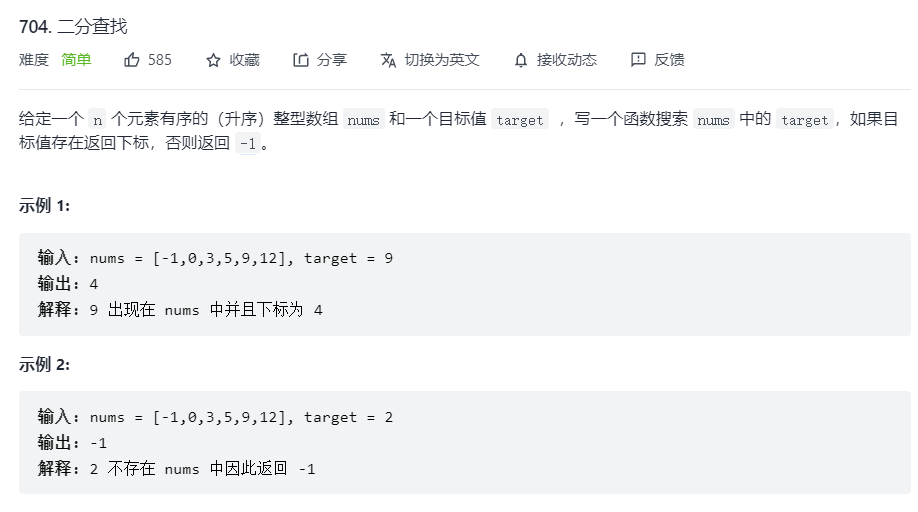 704. 二分查找
难度 简单 585 收藏 分享 切换为英文 接收动态 反馈
给定一个 n 个元素有序的（升序）整型数组 nums 和一个目标值 target ，写一个函数搜索 nums 中的 target，如果目
标值存在返回下标，否则返回 -1。
示例 1:
输入: nums = [-1,0,3,5,9,12], target = 9
输出: 4
解释: 9 出现在 nums 中并且下标为 4
示例 2:
输入: nums = [-1,0,3,5,9,12], target = 2
输出: -1
解释: 2 不存在 nums 中因此返回 -1